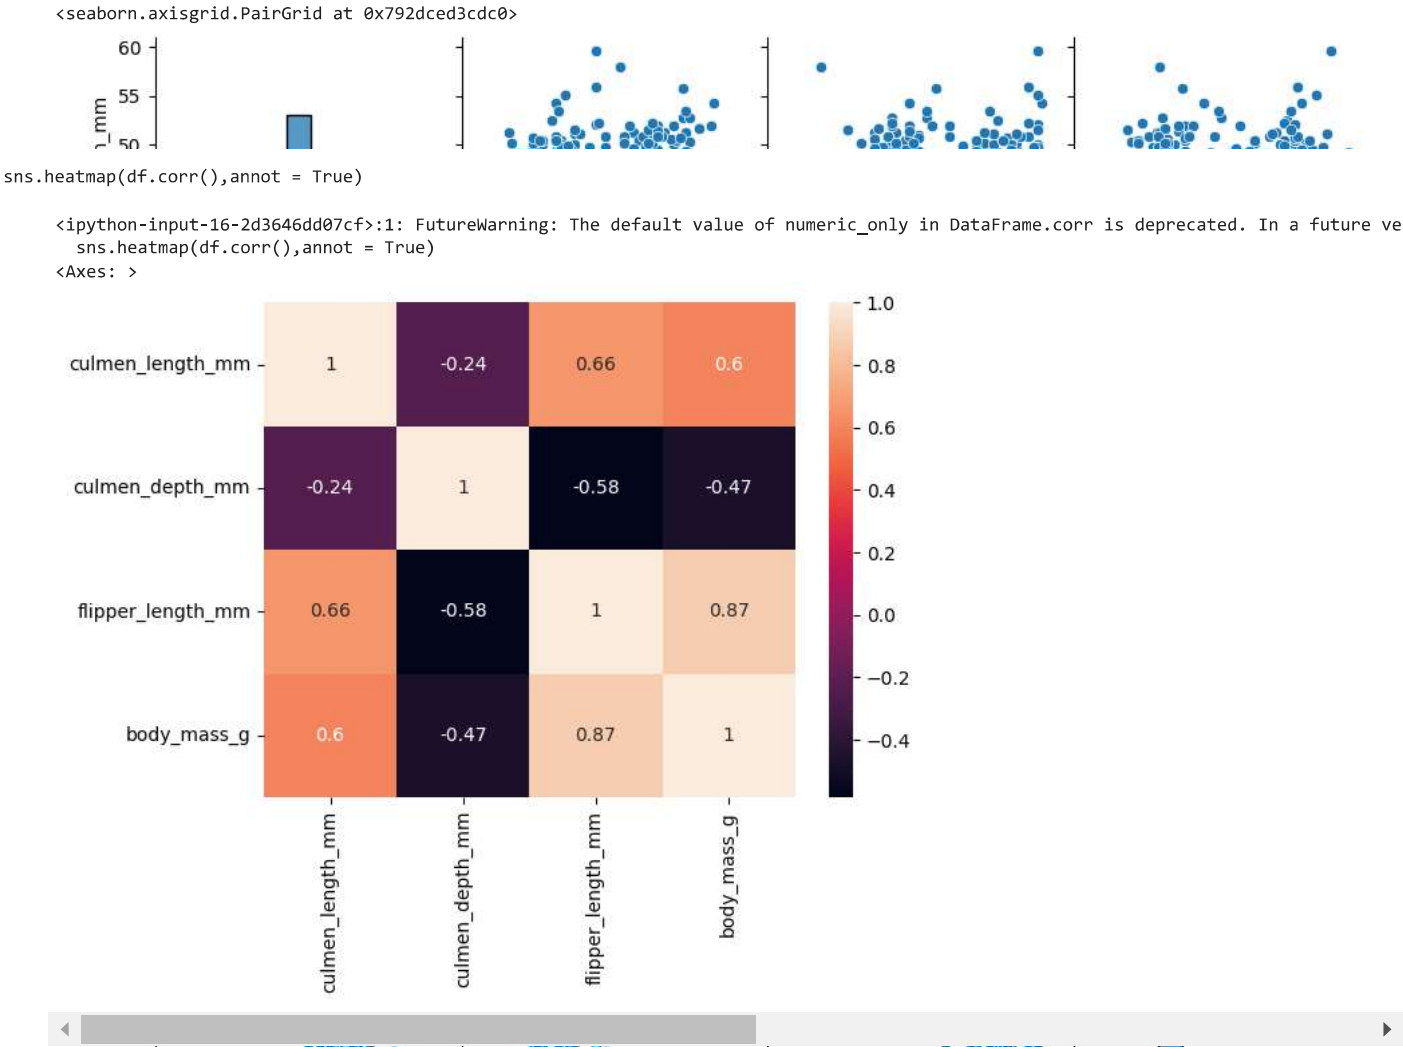 <seaborn.axisgrid.PairGrid at 0x792dced3cdc0>
60
55
50
sns.heatmap(df.corr(),annot = True)
<ipython-input-16-2d3646dd07cf>:1: FutureWarning: The default value of numeric_only in DataFrame.corr is deprecated. In a future ve
sns.heatmap(df.corr(),annot = True)
<Axes: >
culmen_length_mm 1 -0.24 0.66 0.6
culmen_depth_mm -0.24 1 -0.58 -0.47
flipper_length_mm 0.66 -0.58 1 0.87
body_mass_g 0.6 -0.47 0.87 1
culmen_length_mm
culmen_depth_mm
flipper_length_mm
body_mass_g
1.0
0.8
0.6
0.4
0.2
0.0
−0.2
−0.4